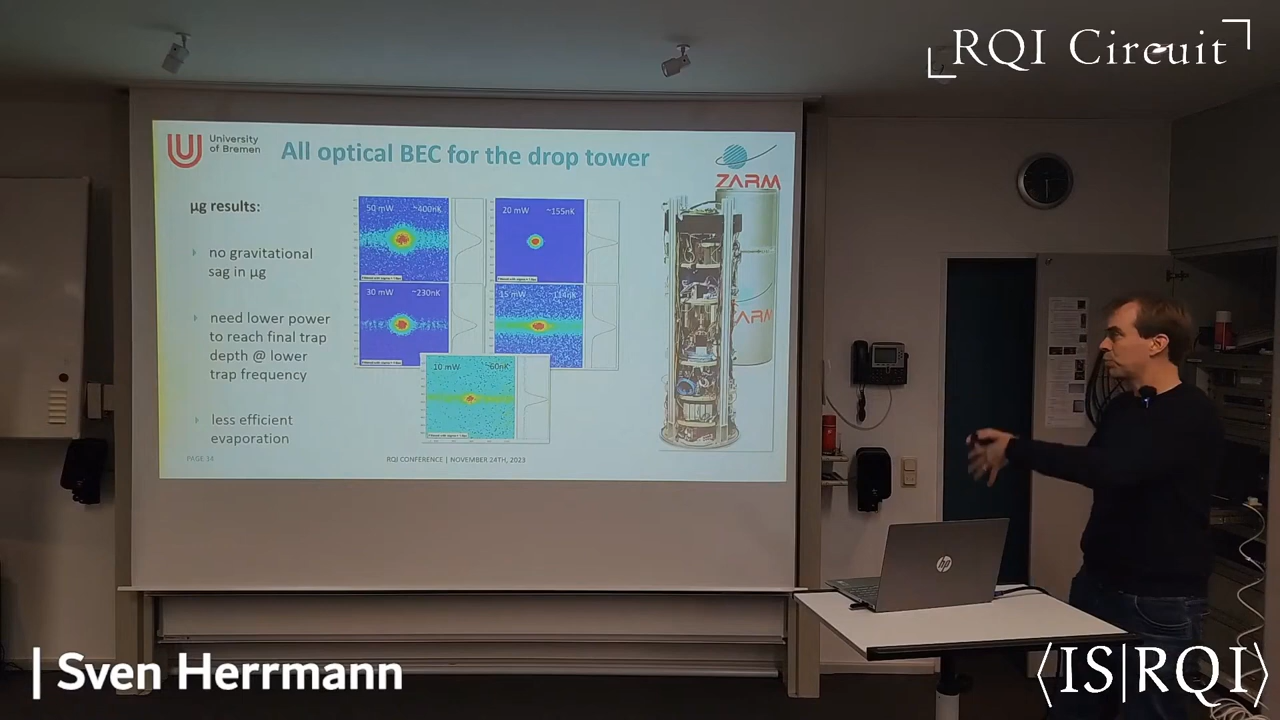 RQI Circuit
University
of Bremen
All optical BEC for the drop tower
ZARM
µg results:
no gravitational
sag in µg
need lower power
to reach final trap
depth @ lower
trap frequency
less efficient
evaporation
50 mW ~400nK
20 mW ~155nK
30 mW ~230nK
15 mW ~114nK
10 mW ~60nK
ZARM
PAGE 34
RQI CONFERENCE | NOVEMBER 24TH, 2023
hp
| Sven Herrmann
⟨IS|RQI⟩